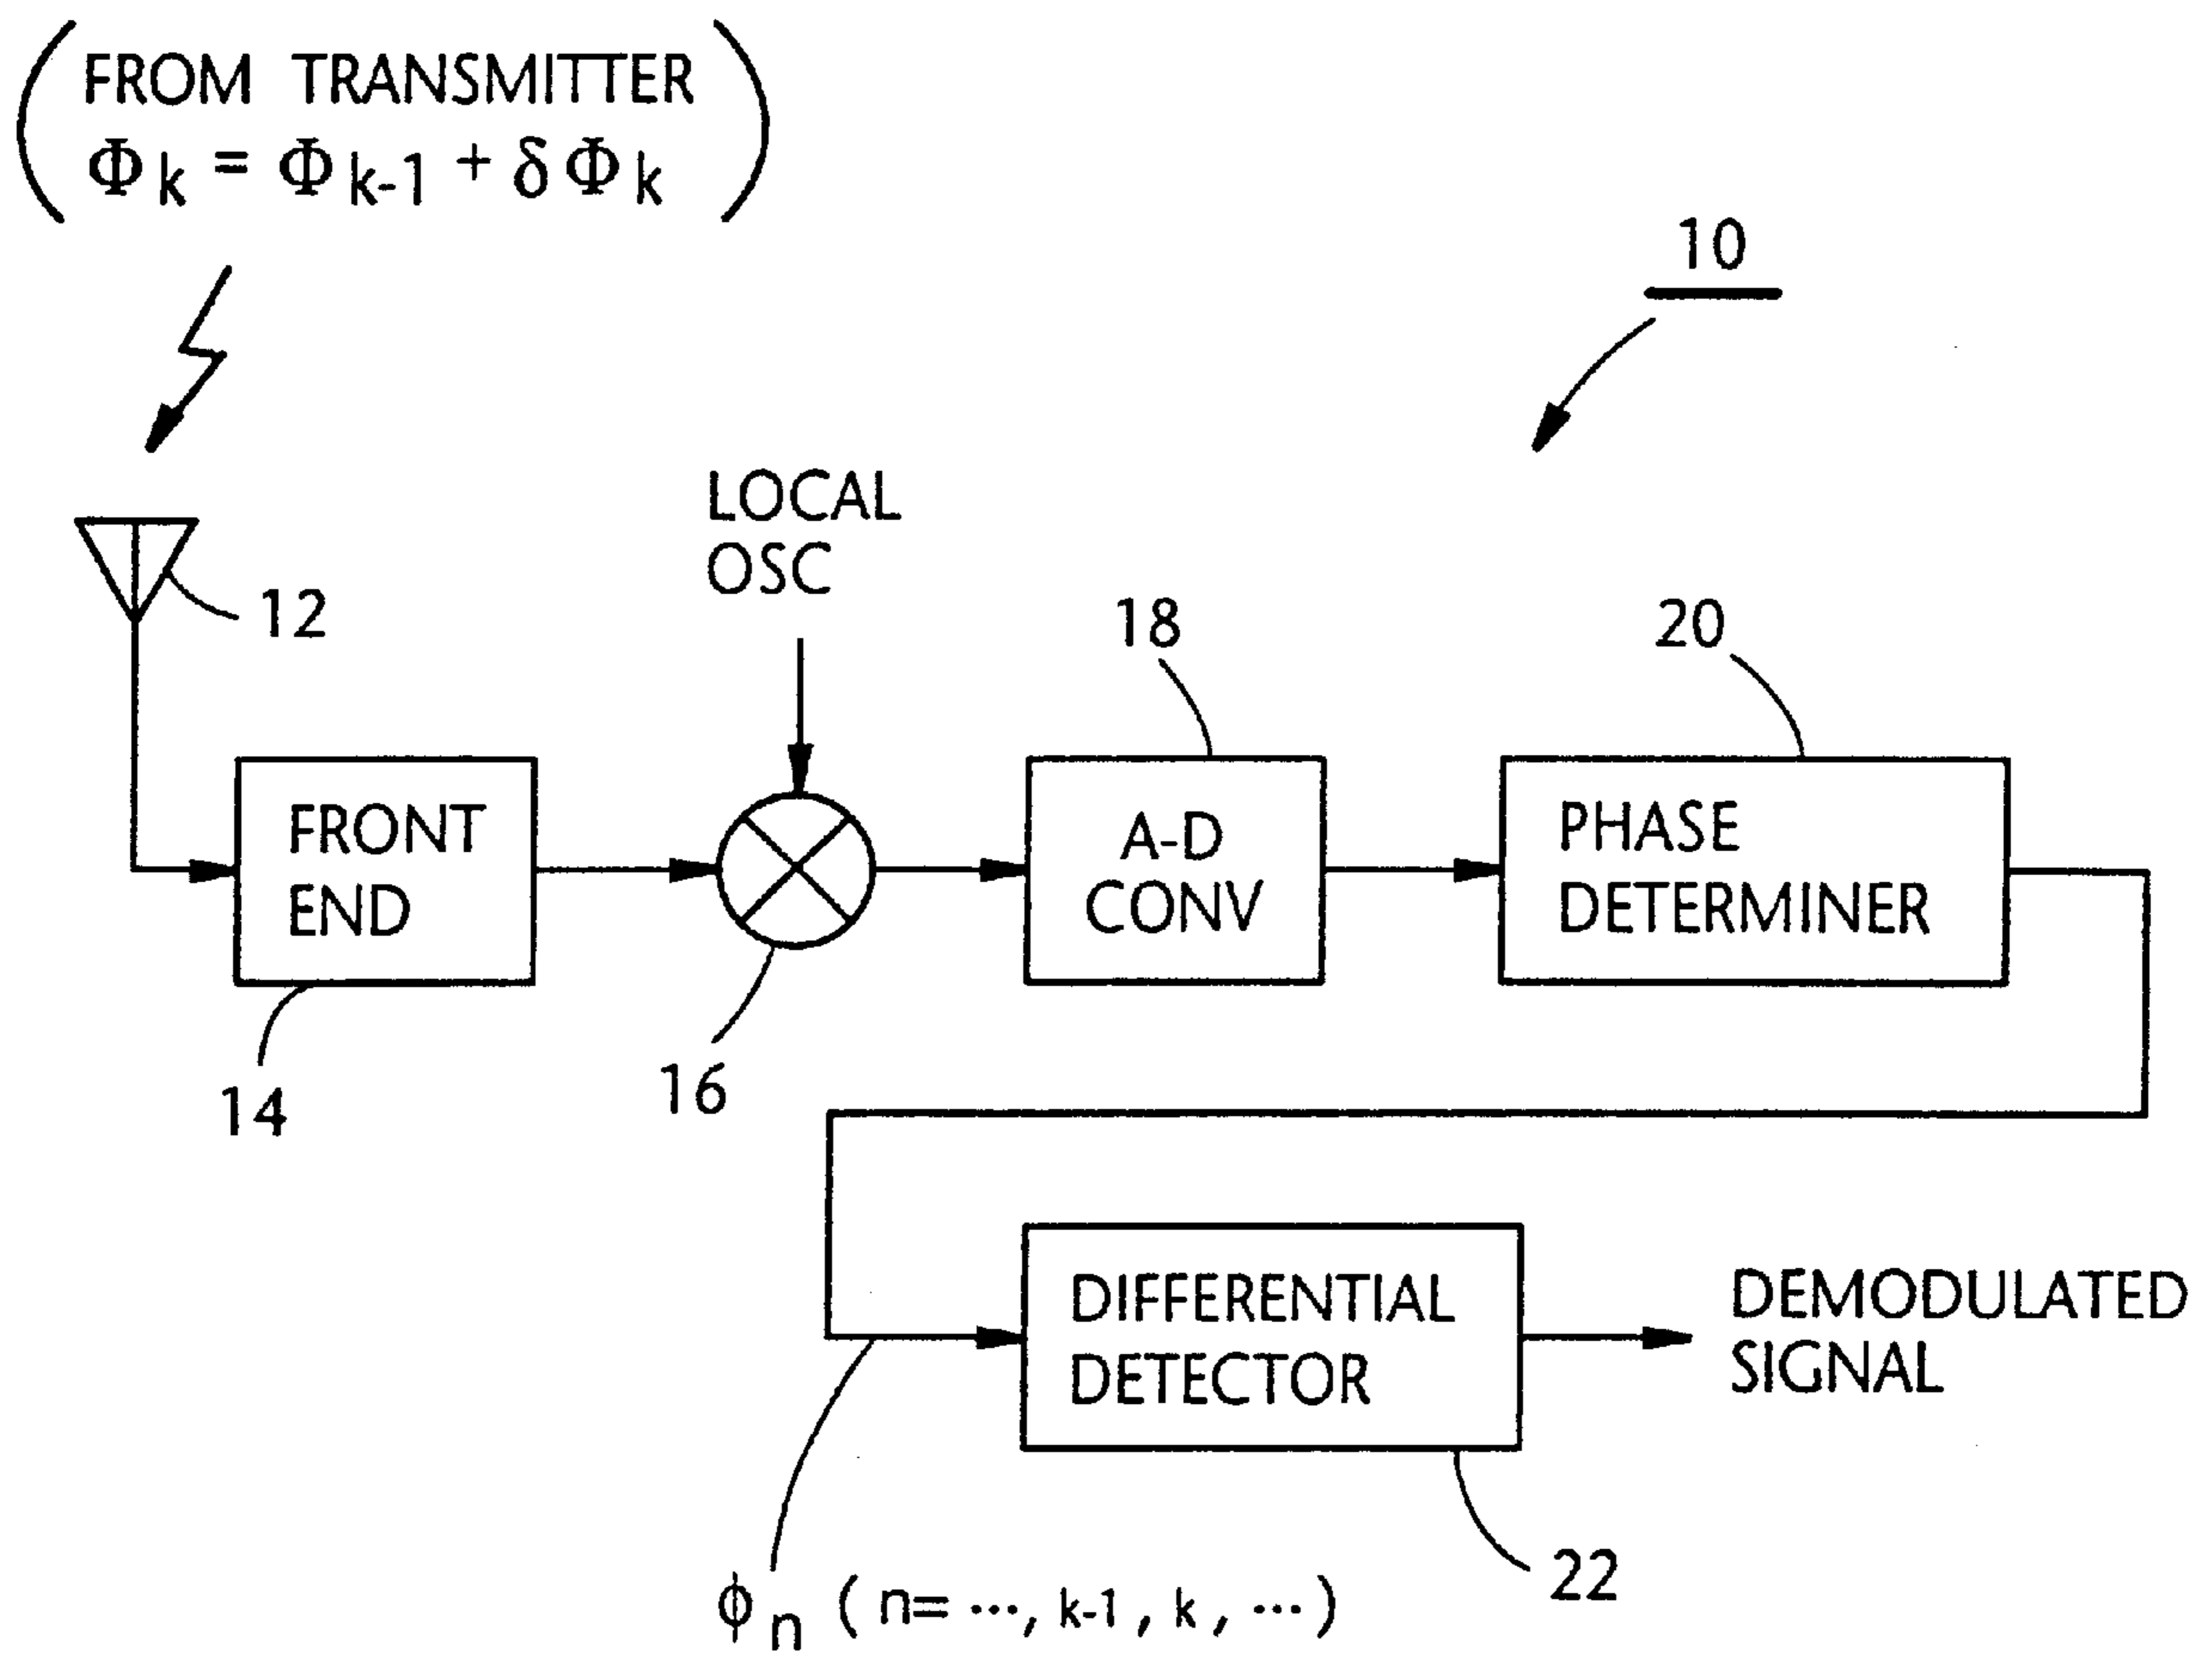 FROM TRANSMITTER
Φk = Φk-1 + δΦk
10
LOCAL
OSC
12
18
20
FRONT
END
A-D
CONV
PHASE
DETERMINER
14
16
DIFFERENTIAL
DETECTOR
DEMODULATED
SIGNAL
22
ϕn (n= ⋯, k-1, k, ⋯)